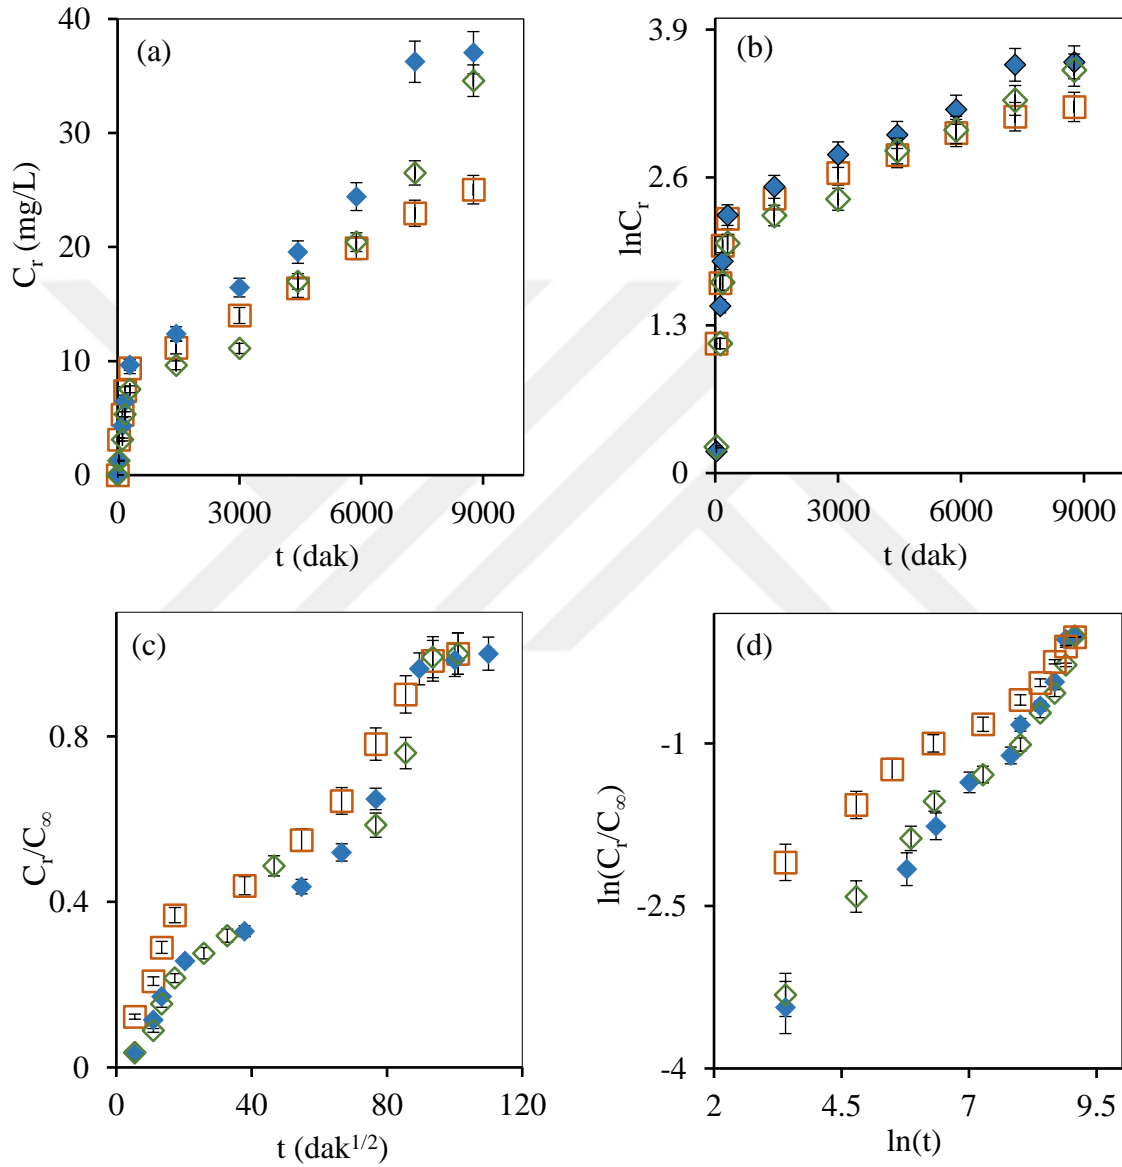 (a)
40
30
20
10
0
C_r (mg/L)
0 3000 6000 9000
t (dak)
(b)
3.9
2.6
1.3
0
lnC_r
0 3000 6000 9000
t (dak)
(c)
0.8
0.4
0
C_r/C_∞
0 40 80 120
t (dak^1/2)
(d)
-1
-2.5
-4
ln(C_r/C_∞)
2 4.5 7 9.5
ln(t)